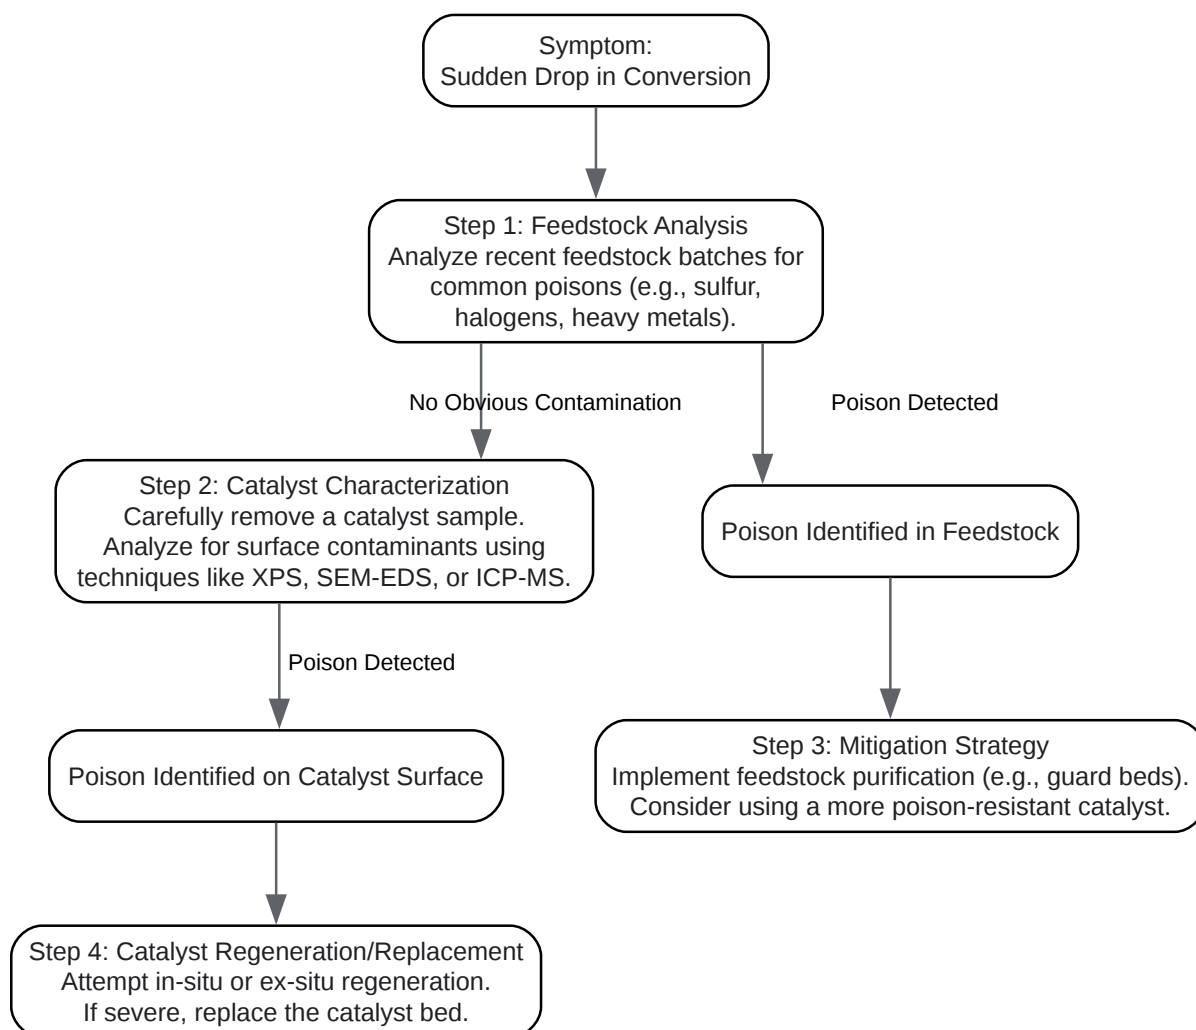 Symptom:
Sudden Drop in Conversion
Step 1: Feedstock Analysis
Analyze recent feedstock batches for
common poisons (e.g., sulfur,
halogens, heavy metals).
No Obvious Contamination
Poison Detected
Step 2: Catalyst Characterization
Carefully remove a catalyst sample.
Analyze for surface contaminants using
techniques like XPS, SEM-EDS, or ICP-MS.
Poison Identified in Feedstock
Poison Detected
Poison Identified on Catalyst Surface
Step 3: Mitigation Strategy
Implement feedstock purification (e.g., guard beds).
Consider using a more poison-resistant catalyst.
Step 4: Catalyst Regeneration/Replacement
Attempt in-situ or ex-situ regeneration.
If severe, replace the catalyst bed.